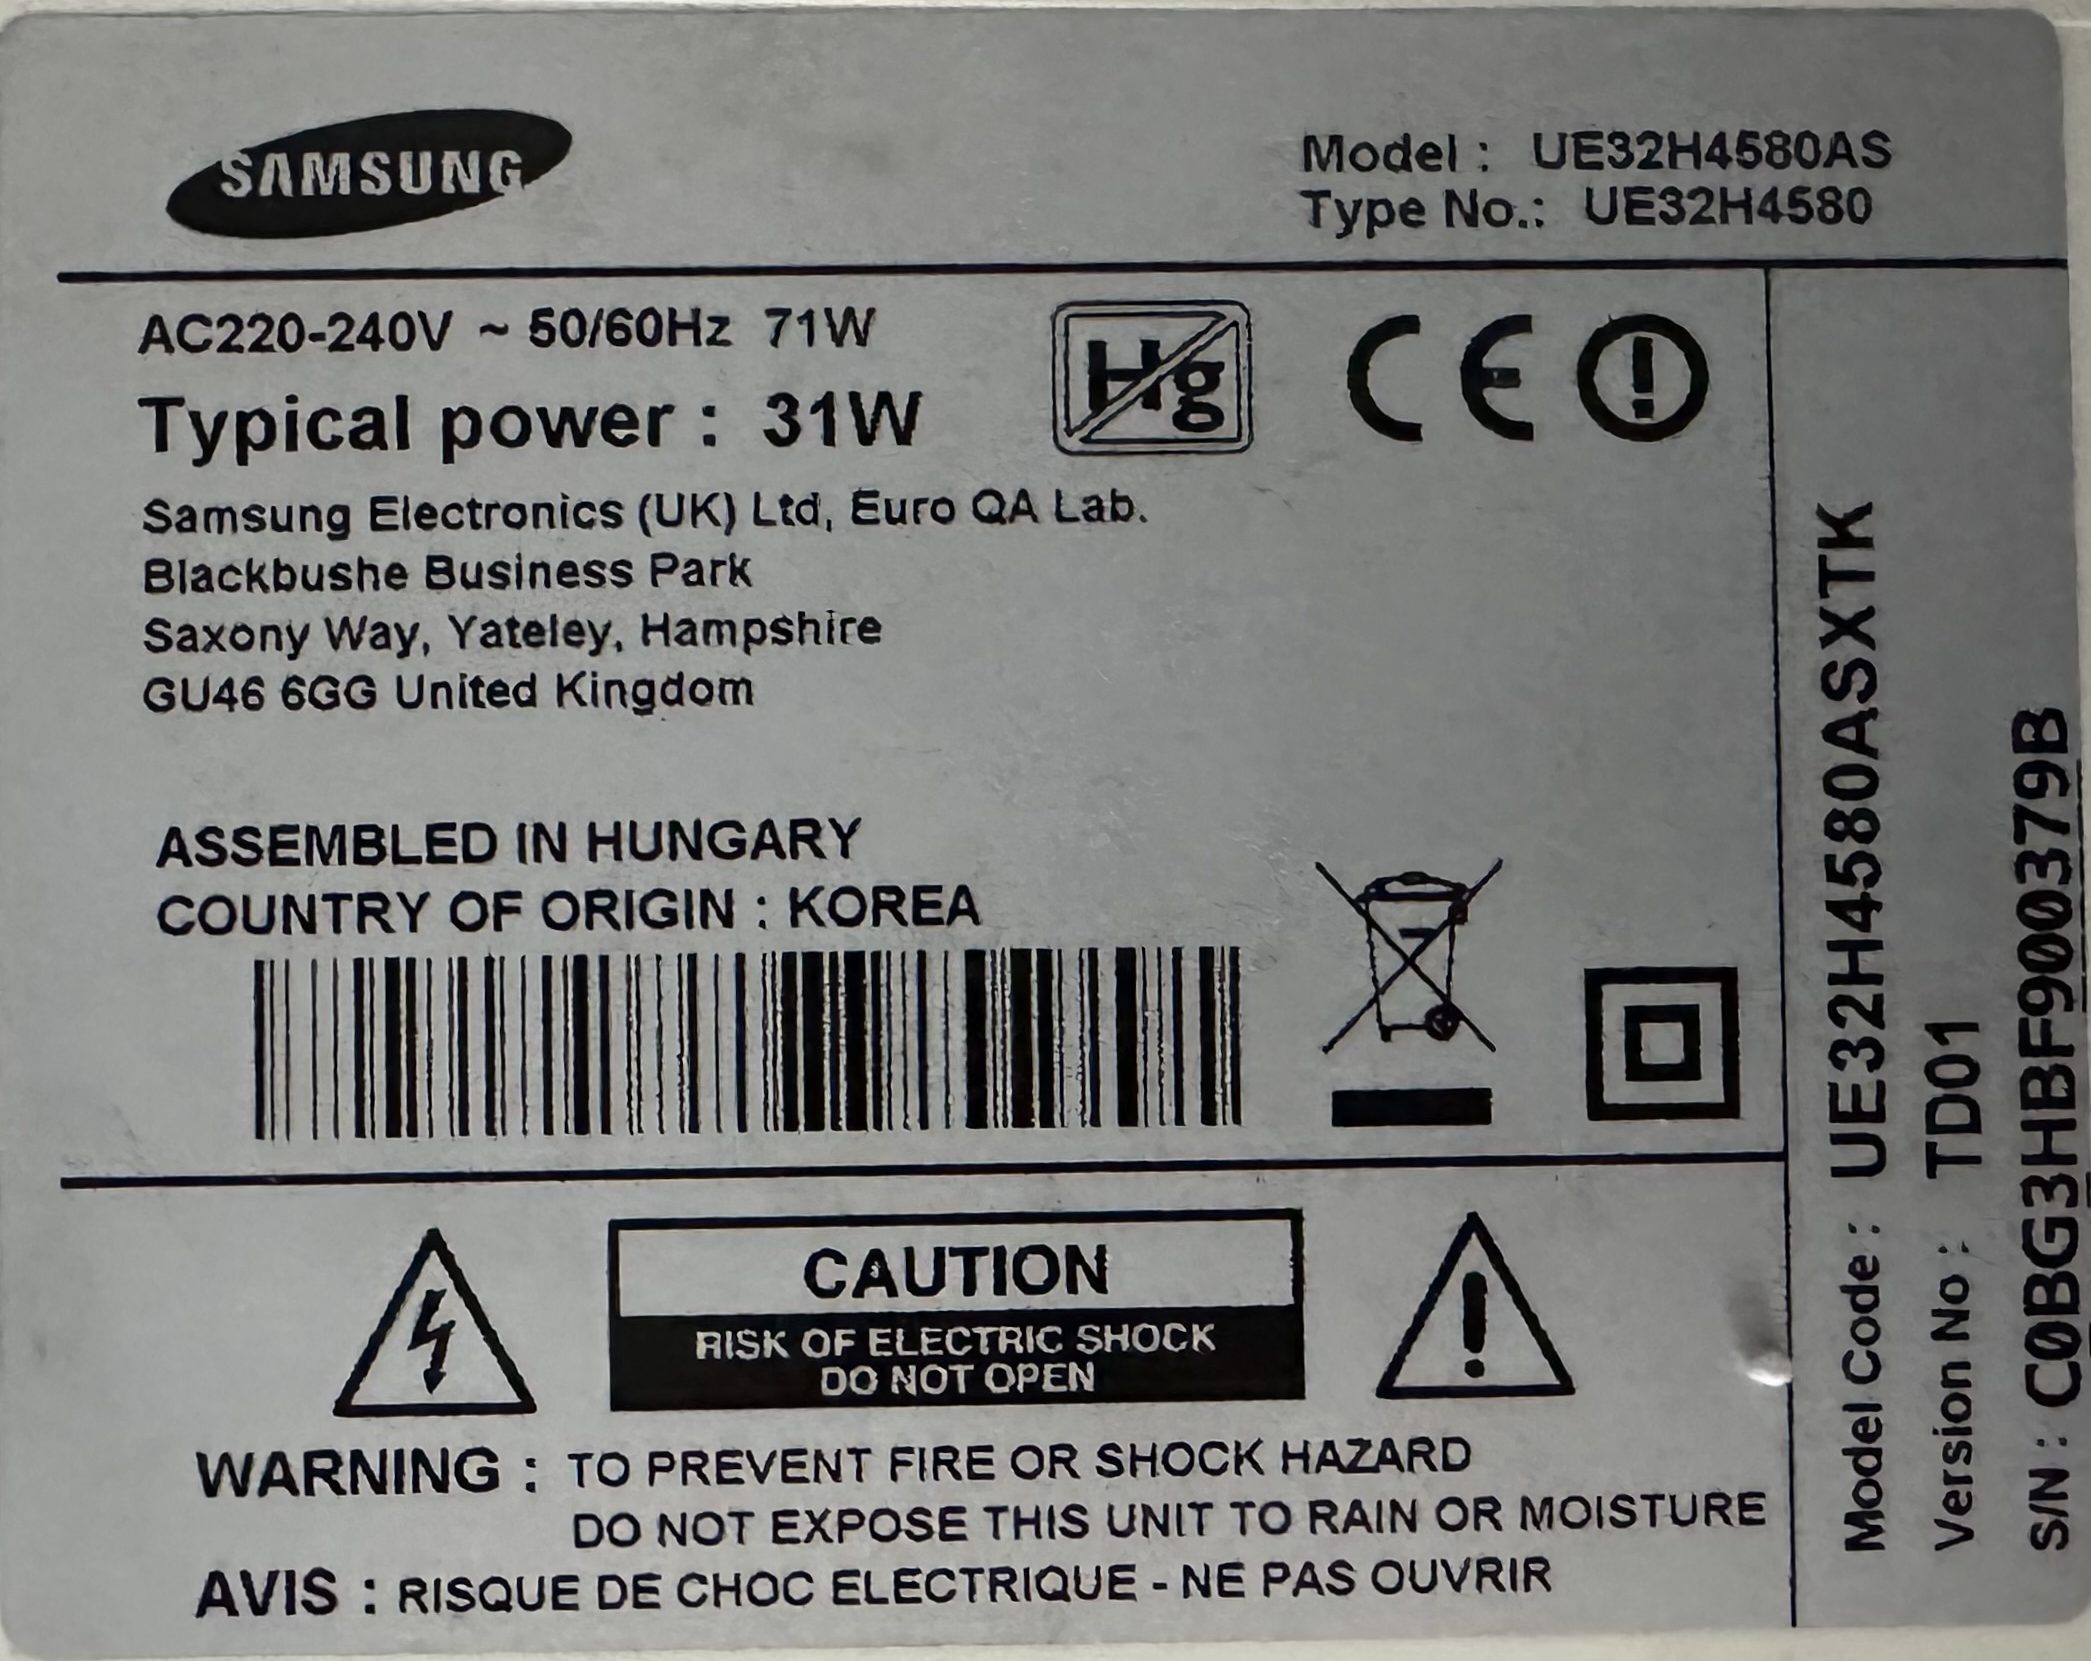 SAMSUNG
Model : UE32H4580AS
Type No.: UE32H4580
AC220-240V ~ 50/60Hz 71W
Typical power : 31W
Hg
CE
Samsung Electronics (UK) Ltd, Euro QA Lab.
Blackbushe Business Park
Saxony Way, Yateley, Hampshire
GU46 6GG United Kingdom
ASSEMBLED IN HUNGARY
COUNTRY OF ORIGIN : KOREA
CAUTION
RISK OF ELECTRIC SHOCK
DO NOT OPEN
WARNING : TO PREVENT FIRE OR SHOCK HAZARD
DO NOT EXPOSE THIS UNIT TO RAIN OR MOISTURE
AVIS : RISQUE DE CHOC ELECTRIQUE - NE PAS OUVRIR
Model Code : UE32H4580ASXTK
Version No : TD01
S/N : C0BG3HBF900379B